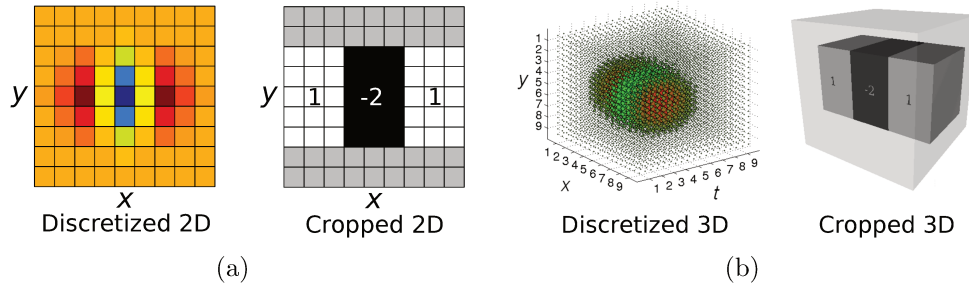 y
x
Discretized 2D
y
1 -2 1
x
Cropped 2D
(a)
y
1
2
3
4
5
6
7
8
9
1 2 3 4 5 6 7 8 9
x
1 2 3 4 5 6 7 8 9
t
Discretized 3D
1 -2 1
Cropped 3D
(b)